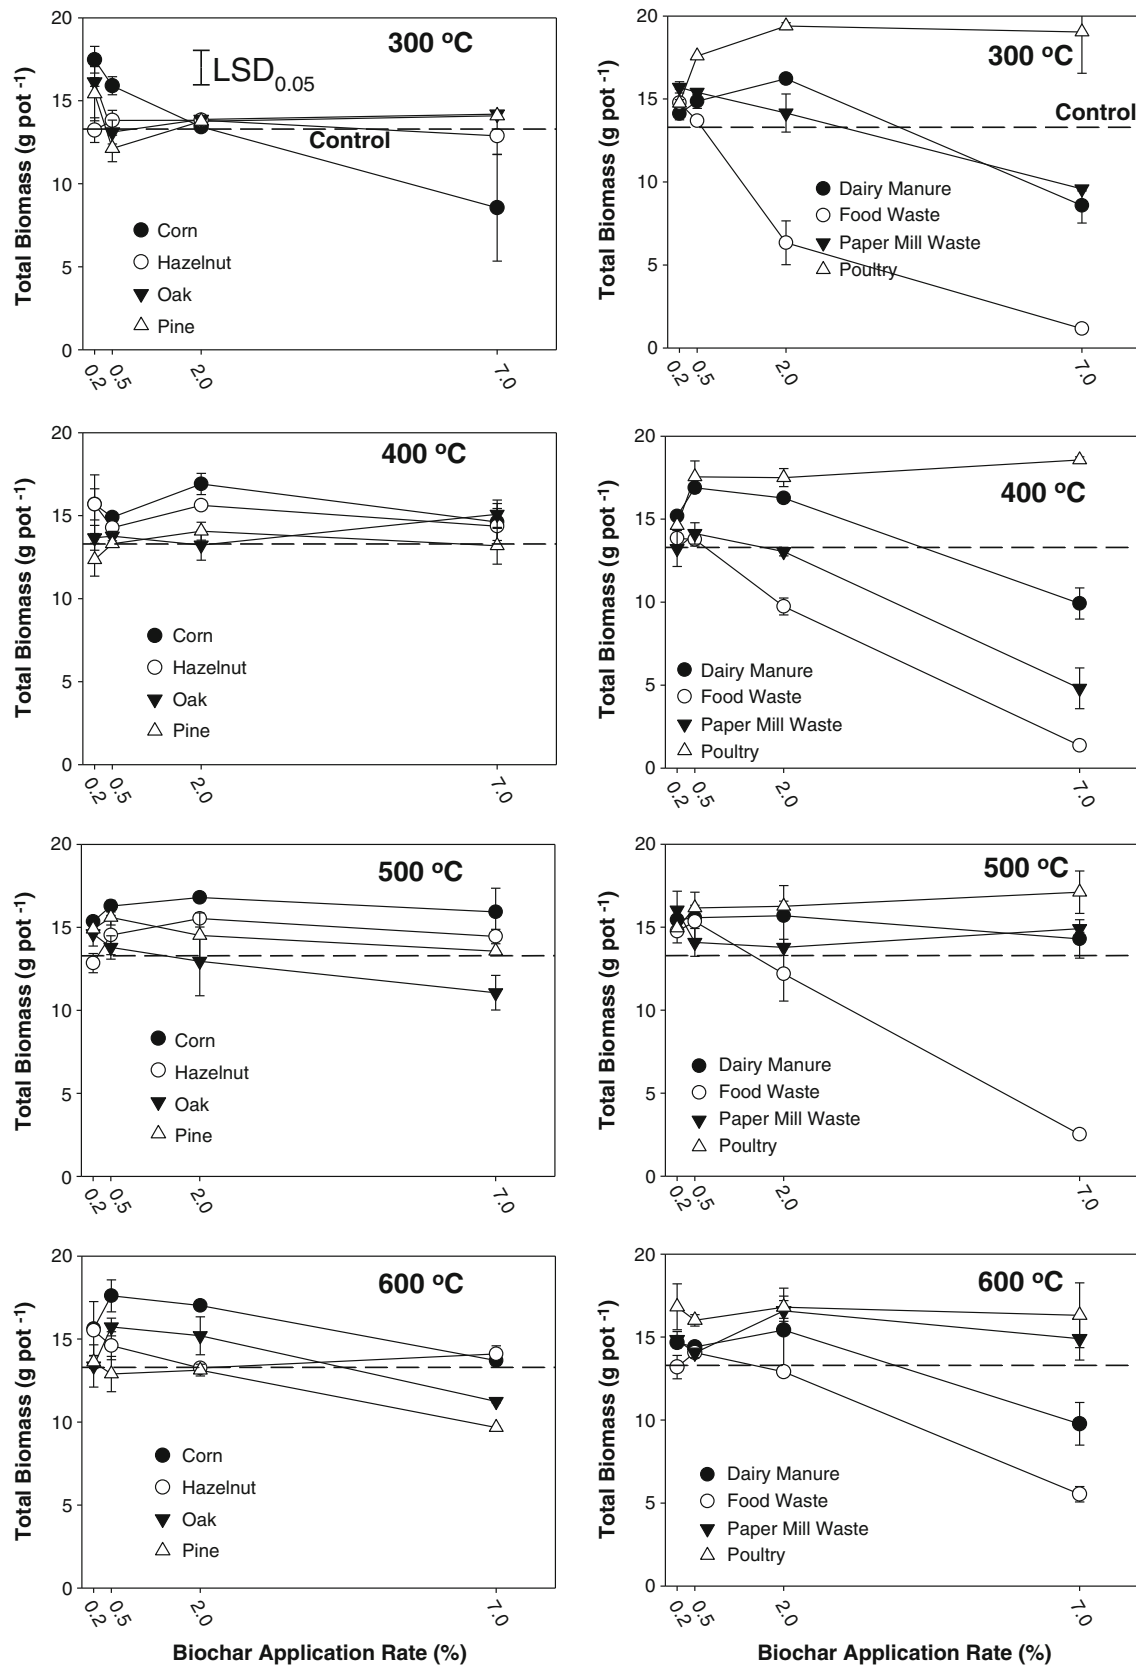 300 ºC
LSD0.05
Control
Total Biomass (g pot -1)
20
15
10
5
0
Corn
Hazelnut
Oak
Pine
0.2
0.5
2.0
7.0
300 ºC
Control
Total Biomass (g pot -1)
20
15
10
5
0
Dairy Manure
Food Waste
Paper Mill Waste
Poultry
0.2
0.5
2.0
7.0
400 ºC
Total Biomass (g pot -1)
20
15
10
5
0
Corn
Hazelnut
Oak
Pine
0.2
0.5
2.0
7.0
400 ºC
Total Biomass (g pot -1)
20
15
10
5
0
Dairy Manure
Food Waste
Paper Mill Waste
Poultry
0.2
0.5
2.0
7.0
500 ºC
Total Biomass (g pot -1)
20
15
10
5
0
Corn
Hazelnut
Oak
Pine
0.2
0.5
2.0
7.0
500 ºC
Total Biomass (g pot -1)
20
15
10
5
0
Dairy Manure
Food Waste
Paper Mill Waste
Poultry
0.2
0.5
2.0
7.0
600 ºC
Total Biomass (g pot -1)
20
15
10
5
0
Corn
Hazelnut
Oak
Pine
0.2
0.5
2.0
7.0
Biochar Application Rate (%)
600 ºC
Total Biomass (g pot -1)
20
15
10
5
0
Dairy Manure
Food Waste
Paper Mill Waste
Poultry
0.2
0.5
2.0
7.0
Biochar Application Rate (%)